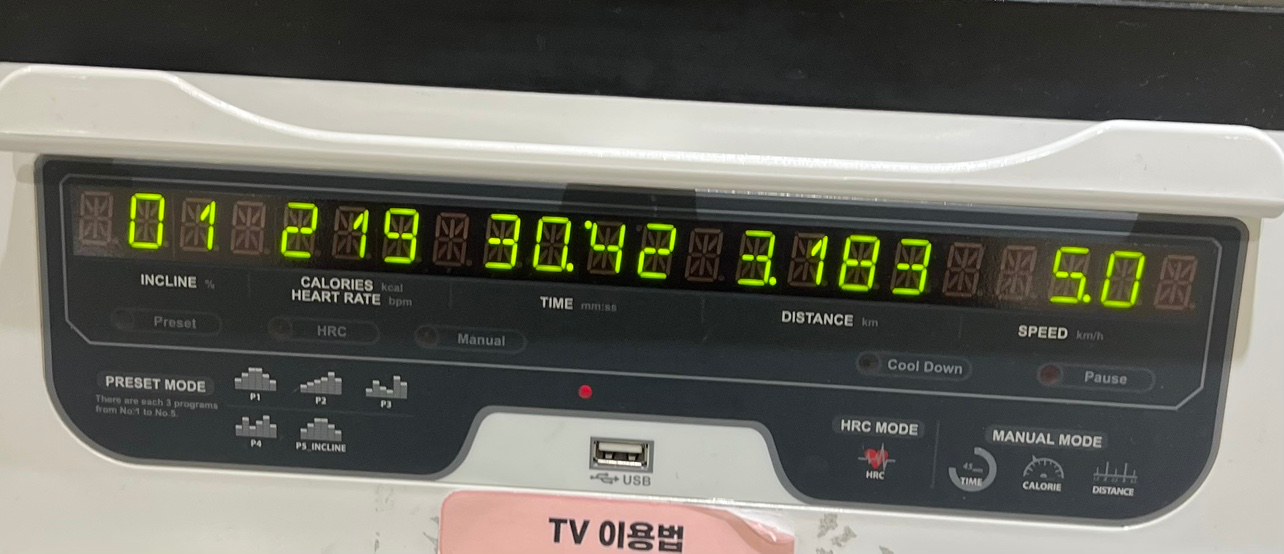 01 219 30:42 3.183 5.0
INCLINE %
CALORIES kcal
HEART RATE bpm
TIME mm:ss
DISTANCE km
SPEED km/h
Preset
HRC
Manual
Cool Down
Pause
PRESET MODE
There are each 3 programs
from No.1 to No.5.
P1 P2 P3
P4 P5_INCLINE
USB
HRC MODE
HRC
MANUAL MODE
45min
TIME
CALORIE
DISTANCE
TV 이용법